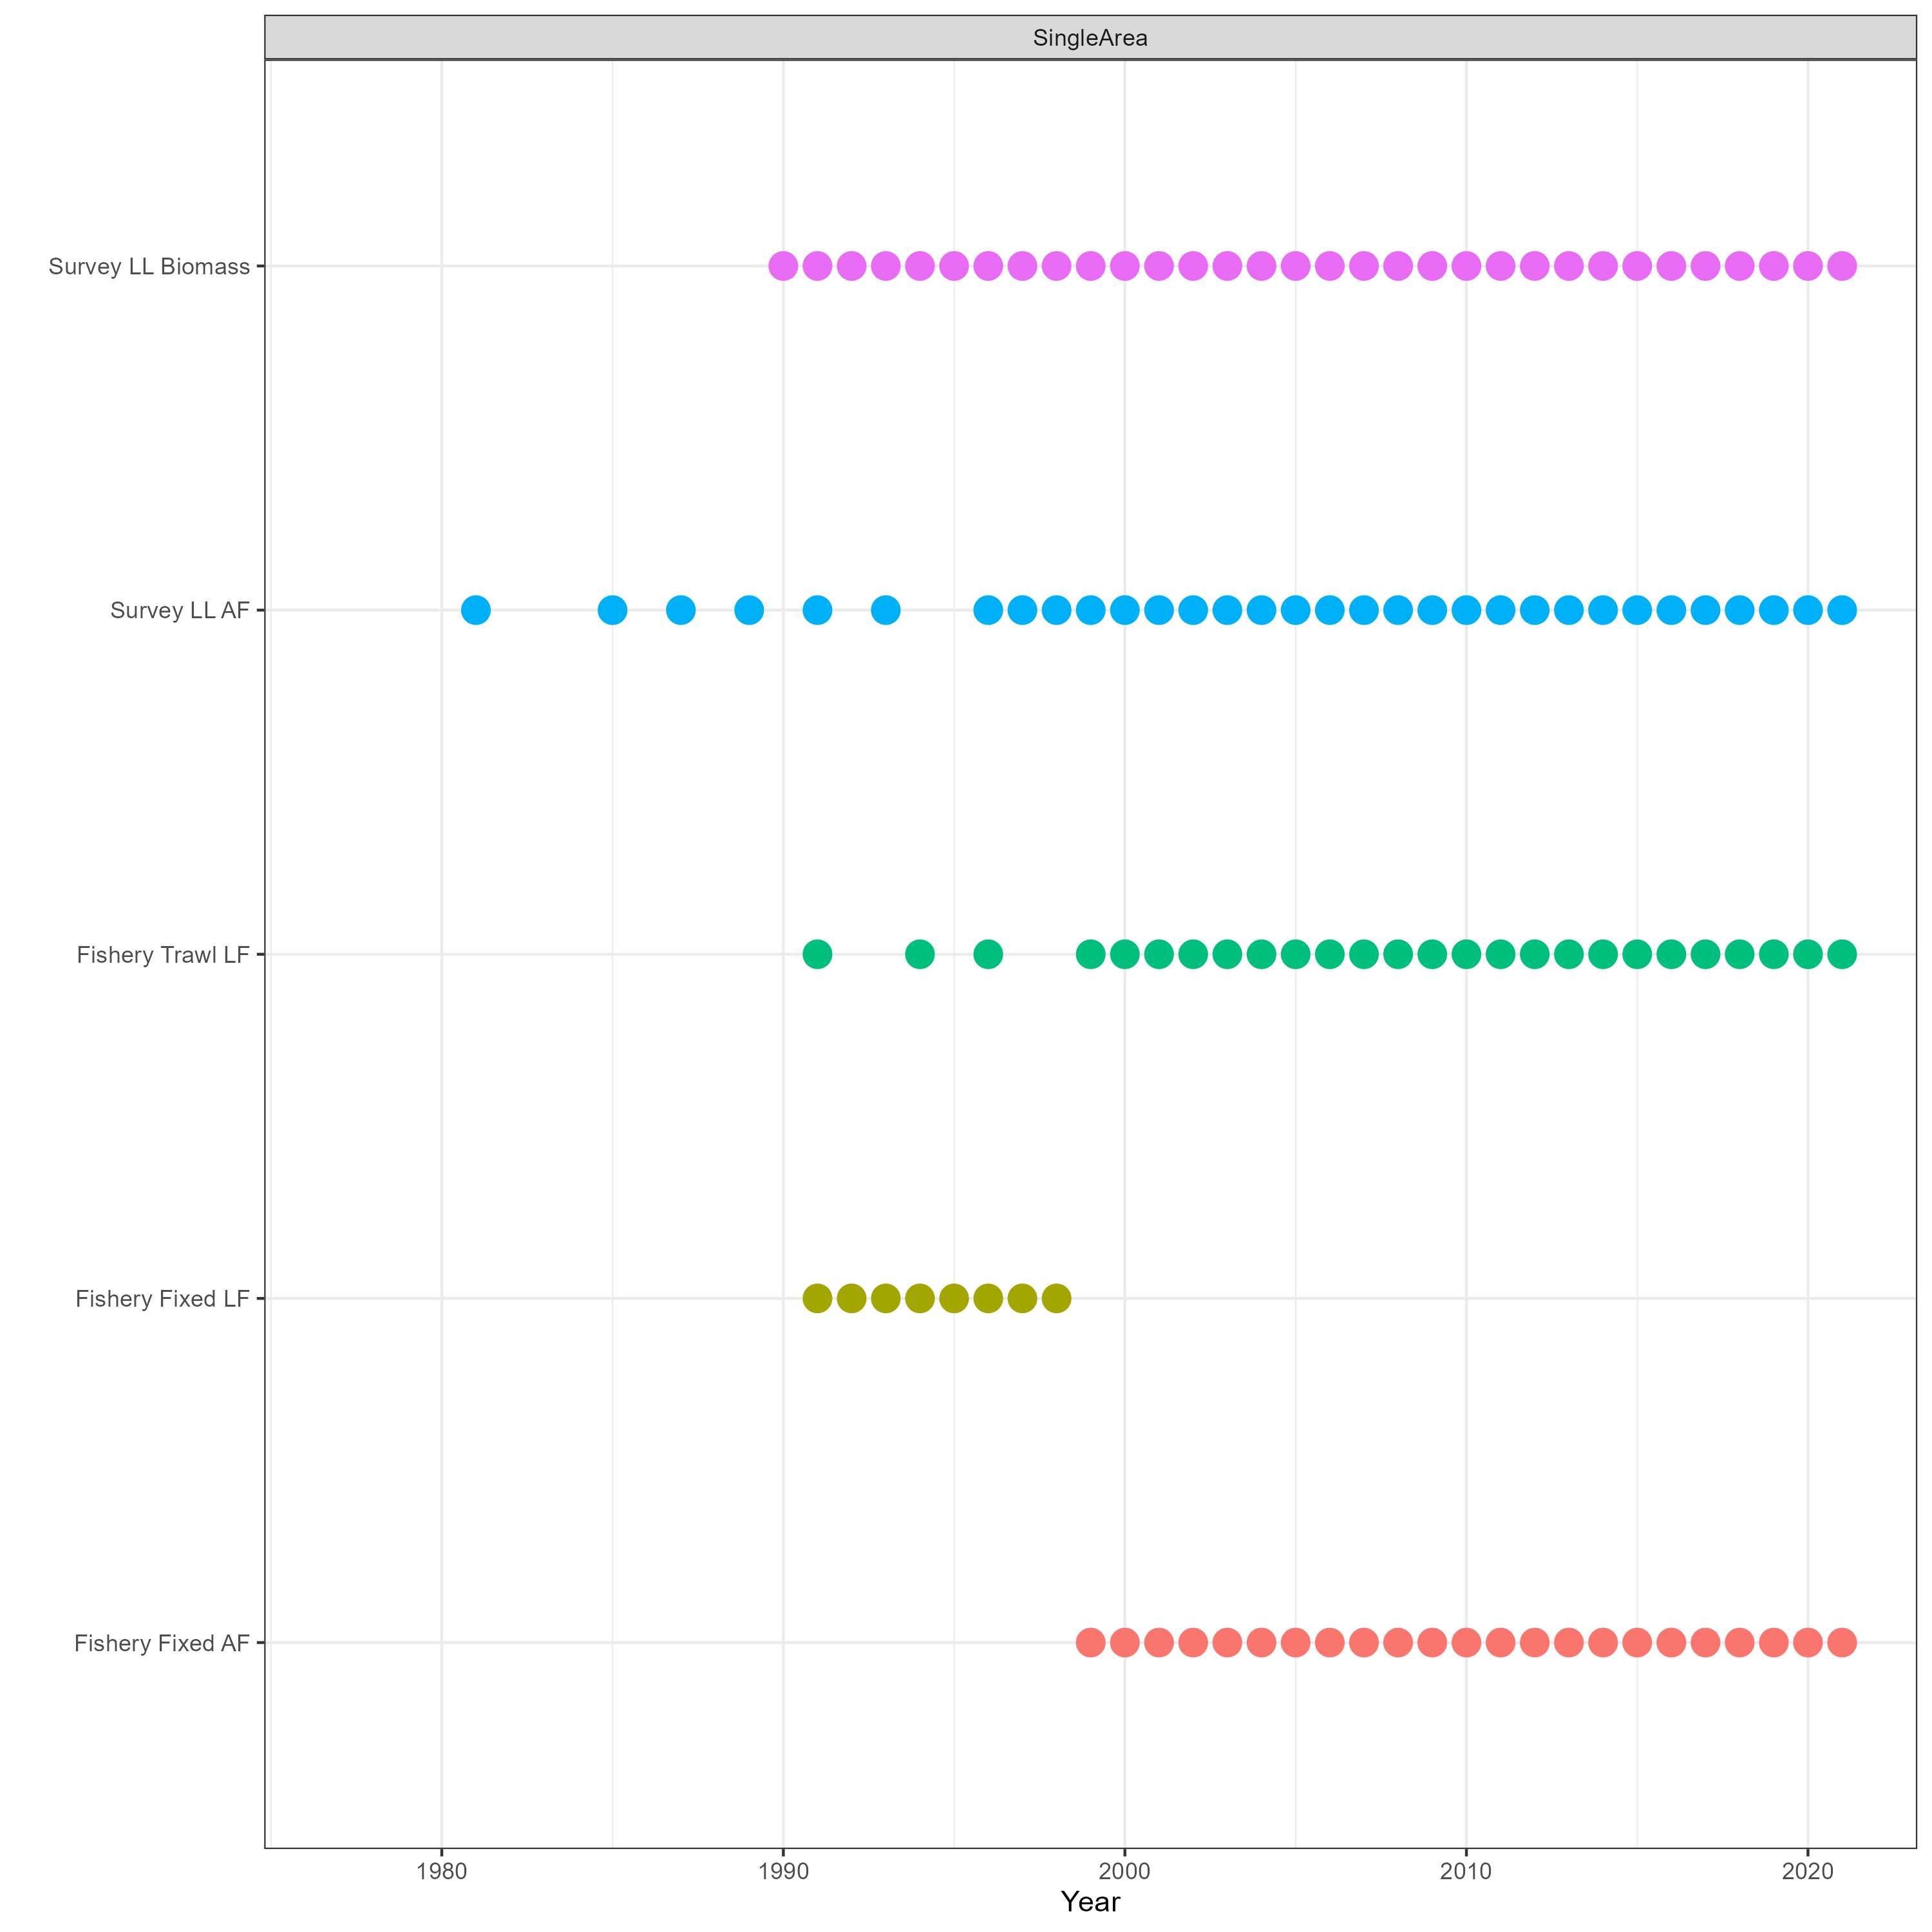 SingleArea
Survey LL Biomass
Survey LL AF
Fishery Trawl LF
Fishery Fixed LF
Fishery Fixed AF
1980 1990 2000 2010 2020
Year